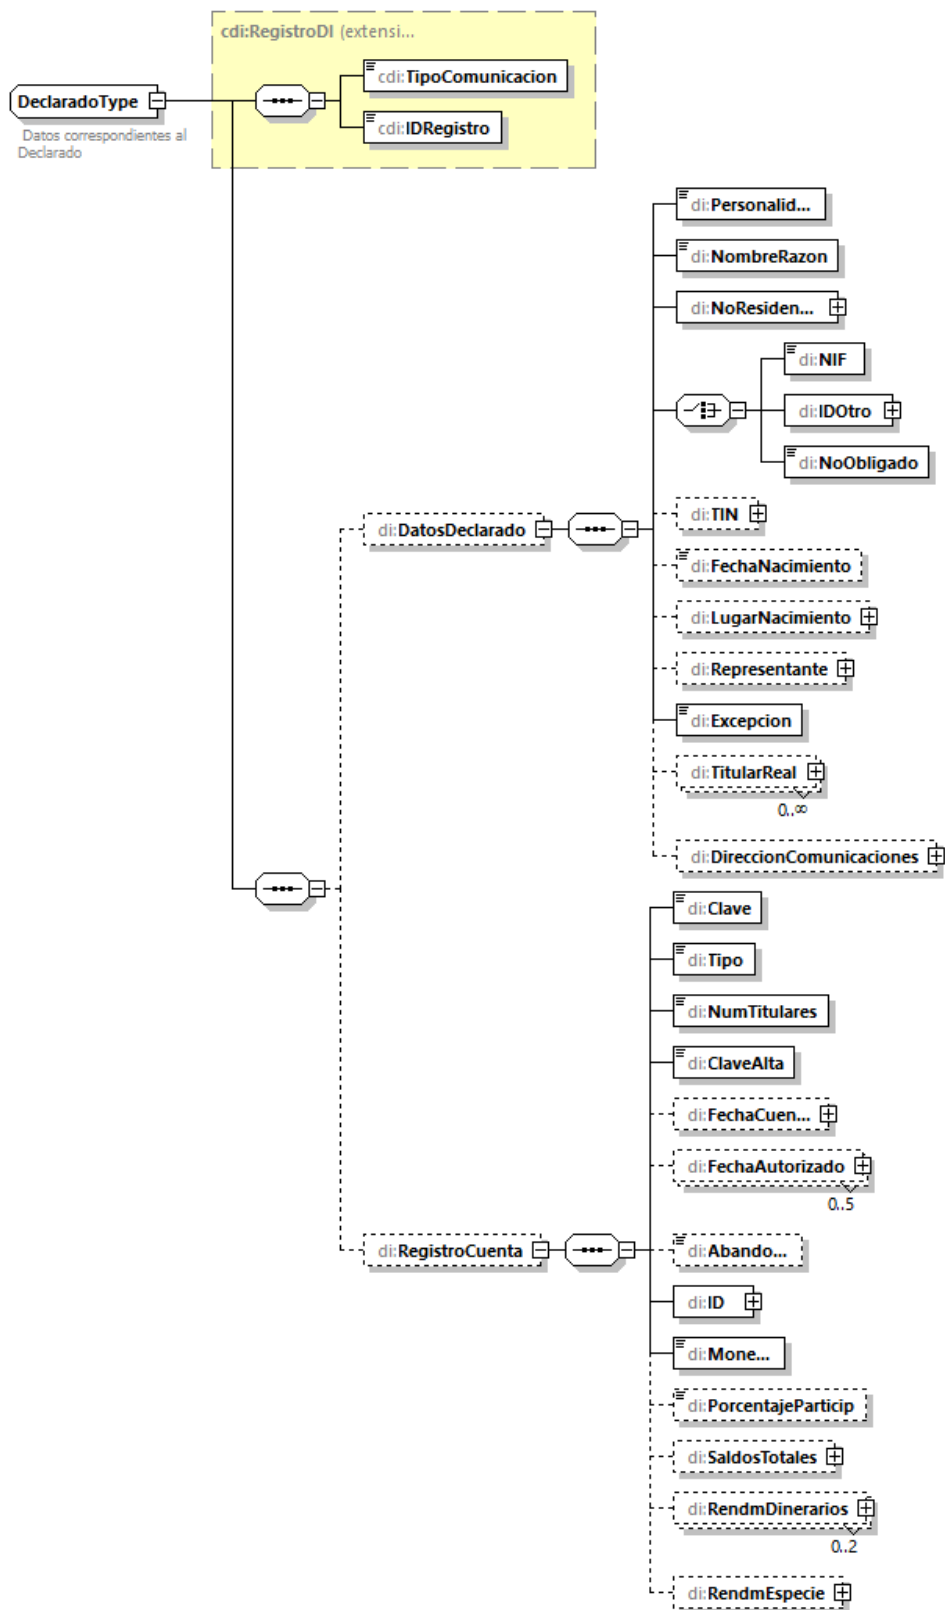 cdi:RegistroDI (extensi...
cdi:TipoComunicacion
DeclaradoType
cdi:IDRegistro
Datos correspondientes al
Declarado
di:Personalid...
di:NombreRazon
di:NoResiden...
di:NIF
di:IDOtro
di:NoObligado
di:TIN
di:DatosDeclarado
di:FechaNacimiento
di:LugarNacimiento
di:Representante
di:Excepcion
di:TitularReal
0..∞
di:DireccionComunicaciones
di:Clave
di:Tipo
di:NumTitulares
di:ClaveAlta
di:FechaCuen...
di:FechaAutorizado
0..5
di:RegistroCuenta
di:Abando...
di:ID
di:Mone...
di:PorcentajeParticip
di:SaldosTotales
di:RendmDinerarios
0..2
di:RendmEspecie